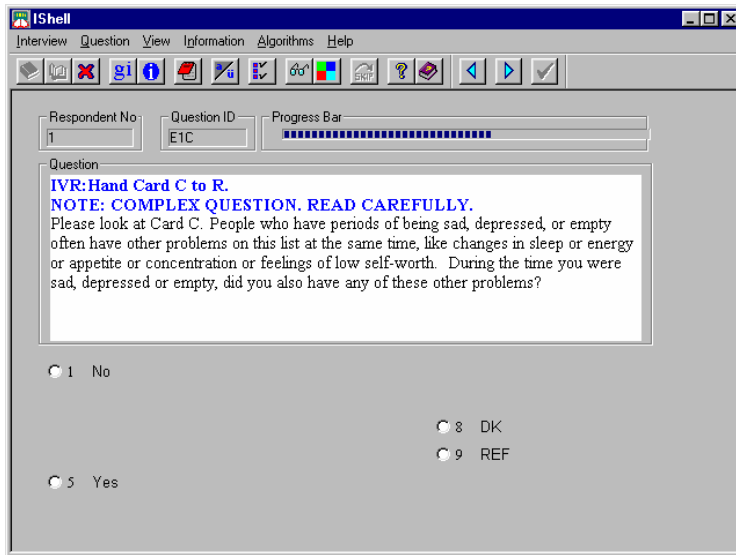 IShell
Interview Question View Information Algorithms Help
gi i a/ü SKIP ?
Respondent No Question ID Progress Bar
1 E1C
Question
IVR:Hand Card C to R.
NOTE: COMPLEX QUESTION. READ CAREFULLY.
Please look at Card C. People who have periods of being sad, depressed, or empty
often have other problems on this list at the same time, like changes in sleep or energy
or appetite or concentration or feelings of low self-worth. During the time you were
sad, depressed or empty, did you also have any of these other problems?
1 No
8 DK
9 REF
5 Yes